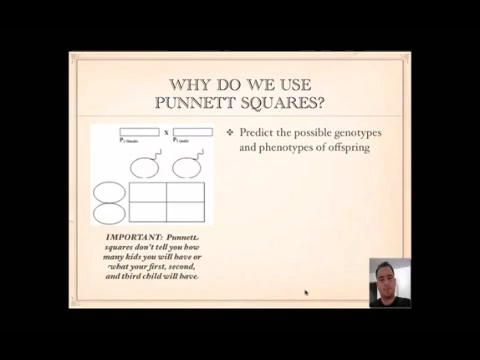 WHY DO WE USE
PUNNETT SQUARES?
X
Predict the possible genotypes
and phenotypes of offspring
IMPORTANT: Punnett
squares don't tell you how
many kids you will have or
what your first, second,
and third child will have.